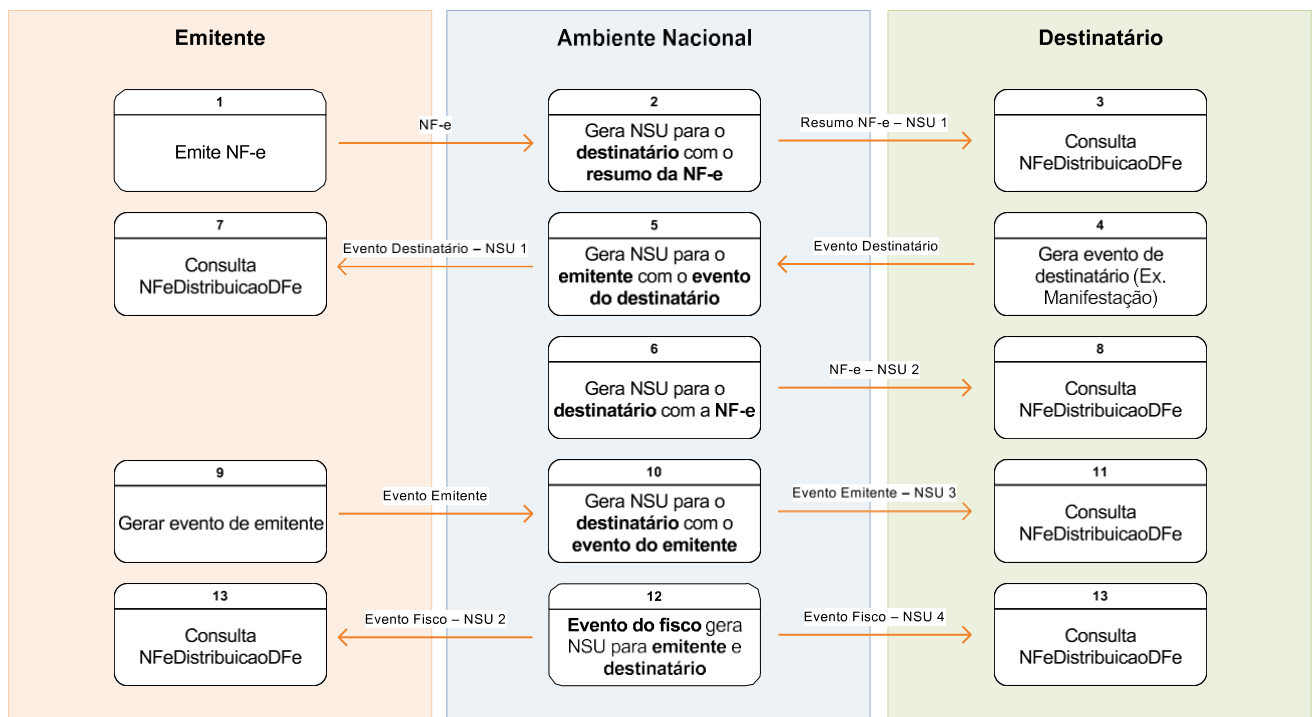 Emitente
Ambiente Nacional
Destinatário
1
Emite NF-e
NF-e
2
Gera NSU para o
destinatário com o
resumo da NF-e
Resumo NF-e – NSU 1
3
Consulta
NFeDistribuicaoDFe
7
Consulta
NFeDistribuicaoDFe
Evento Destinatário – NSU 1
5
Gera NSU para o
emitente com o evento
do destinatário
Evento Destinatário
4
Gera evento de
destinatário (Ex.
Manifestação)
6
Gera NSU para o
destinatário com a NF-e
NF-e – NSU 2
8
Consulta
NFeDistribuicaoDFe
9
Gerar evento de emitente
Evento Emitente
10
Gera NSU para o
destinatário com o
evento do emitente
Evento Emitente – NSU 3
11
Consulta
NFeDistribuicaoDFe
13
Consulta
NFeDistribuicaoDFe
Evento Fisco – NSU 2
12
Evento do fisco gera
NSU para emitente e
destinatário
Evento Fisco – NSU 4
13
Consulta
NFeDistribuicaoDFe